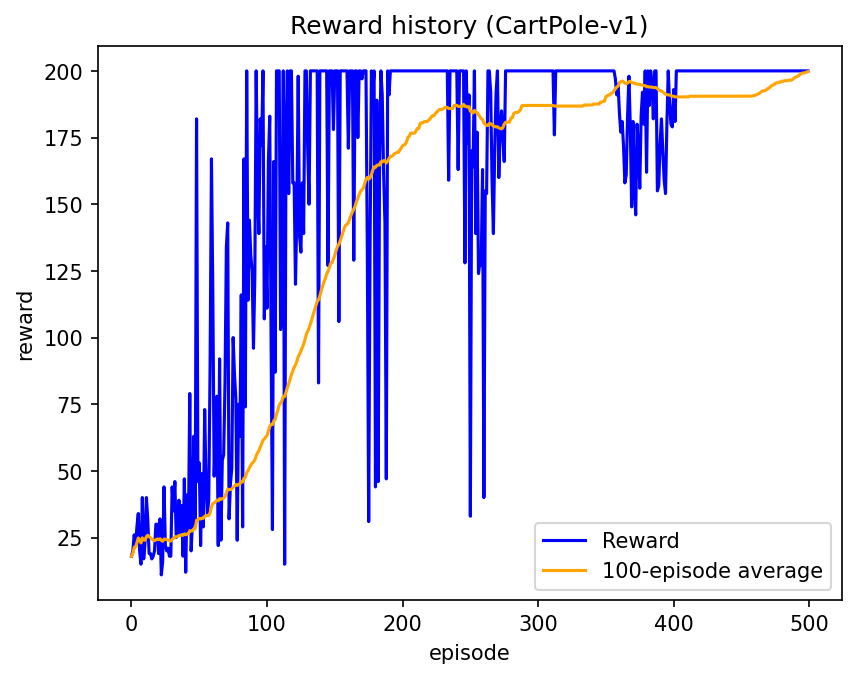 Reward history (CartPole-v1)
reward
200
175
150
125
100
75
50
25
0 100 200 300 400 500
episode
Reward
100-episode average